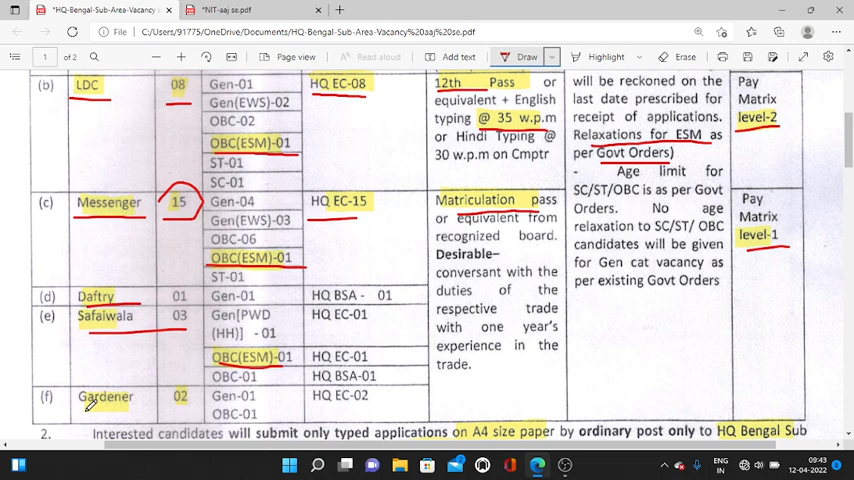 *HQ-Bengal-Sub-Area-Vacancy
*NIT-aaj se.pdf
File
C:/Users/91775/OneDrive/Documents/HQ-Bengal-Sub-Area-Vacancy%20aaj%20se.pdf
1 of 2
Page view
Read aloud
Add text
Draw
Highlight
Erase
(b) LDC 08 Gen-01 HQ EC-08
Gen(EWS)-02
OBC-02
OBC(ESM)-01
ST-01
SC-01
12th Pass or
equivalent + English
typing @ 35 w.p.m
or Hindi Typing @
30 w.p.m on Cmptr
will be reckoned on the
last date prescribed for
receipt of applications.
Relaxations for ESM as
per Govt Orders)
- Age limit for
SC/ST/OBC is as per Govt
Orders. No age
relaxation to SC/ST/ OBC
candidates will be given
for Gen cat vacancy as
per existing Govt Orders
Pay
Matrix
level-2
(c) Messenger 15 Gen-04 HQ EC-15
Gen(EWS)-03
OBC-06
OBC(ESM)-01
ST-01
Matriculation pass
or equivalent from
recognized board.
Desirable–
conversant with the
duties of the
respective trade
with one year's
experience in the
trade.
Pay
Matrix
level-1
(d) Daftry 01 Gen-01 HQ BSA - 01
(e) Safaiwala 03 Gen[PWD HQ EC-01
(HH)] - 01
OBC(ESM)-01 HQ EC-01
OBC-01 HQ BSA-01
(f) Gardener 02 Gen-01 HQ EC-02
OBC-01
2. Interested candidates will submit only typed applications on A4 size paper by ordinary post only to HQ Bengal Sub
ENG
IN
09:43
12-04-2022